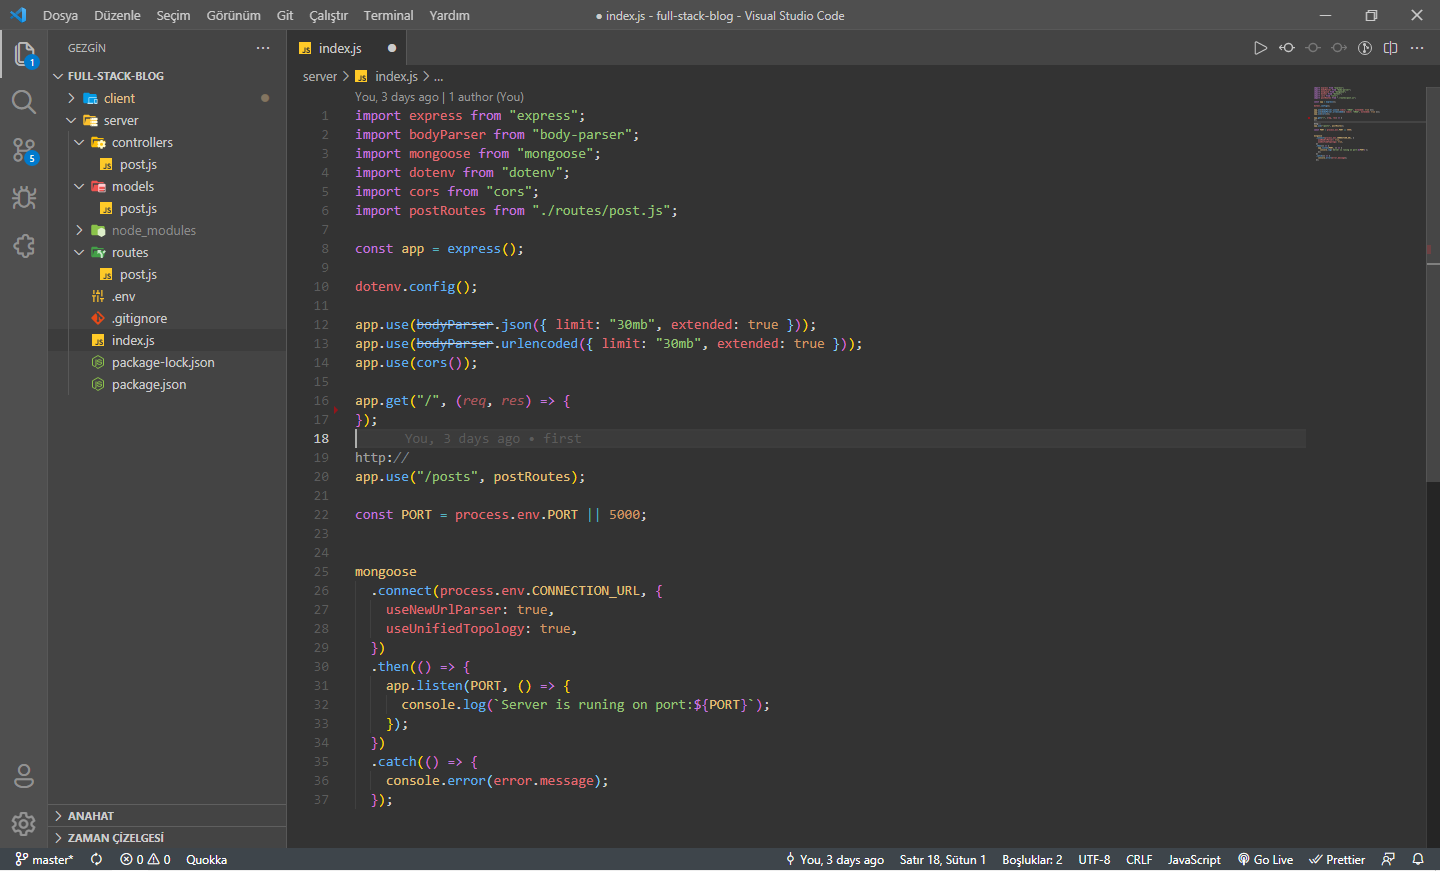 Dosya Düzenle Seçim Görünüm Git Çalıştır Terminal Yardım
● index.js - full-stack-blog - Visual Studio Code
GEZGİN
FULL-STACK-BLOG
client
server
controllers
JS post.js
models
JS post.js
node_modules
routes
JS post.js
.env
.gitignore
JS index.js
package-lock.json
package.json
ANAHAT
ZAMAN ÇİZELGESİ
1
5
JS index.js ●
server > JS index.js > ...
You, 3 days ago | 1 author (You)
1 import express from "express";
2 import bodyParser from "body-parser";
3 import mongoose from "mongoose";
4 import dotenv from "dotenv";
5 import cors from "cors";
6 import postRoutes from "./routes/post.js";
7
8 const app = express();
9
10 dotenv.config();
11
12 app.use(bodyParser.json({ limit: "30mb", extended: true }));
13 app.use(bodyParser.urlencoded({ limit: "30mb", extended: true }));
14 app.use(cors());
15
16 app.get("/", (req, res) => {
17 });
18 You, 3 days ago • first
19 http://
20 app.use("/posts", postRoutes);
21
22 const PORT = process.env.PORT || 5000;
23
24
25 mongoose
26 .connect(process.env.CONNECTION_URL, {
27 useNewUrlParser: true,
28 useUnifiedTopology: true,
29 })
30 .then(() => {
31 app.listen(PORT, () => {
32 console.log(`Server is runing on port:${PORT}`);
33 });
34 })
35 .catch(() => {
36 console.error(error.message);
37 });
master* 0 0 Quokka
You, 3 days ago Satır 18, Sütun 1 Boşluklar: 2 UTF-8 CRLF JavaScript Go Live Prettier